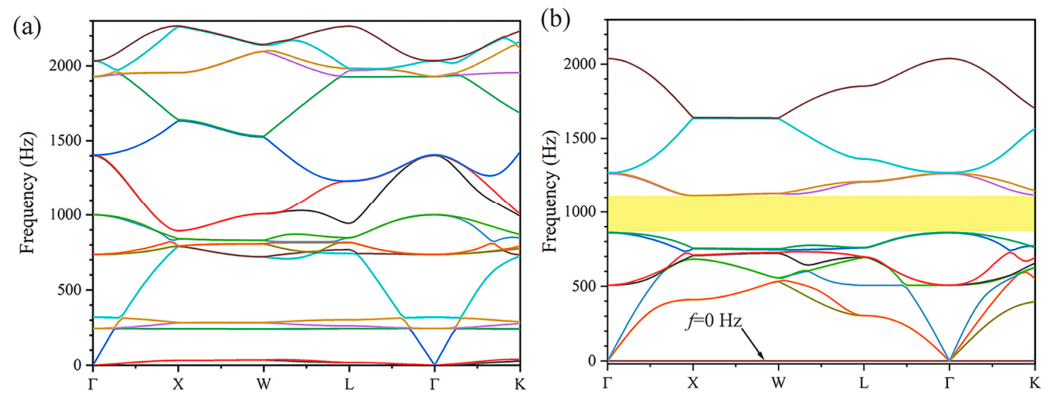 (a)
Frequency (Hz)
2000
1500
1000
500
0
Γ X W L Γ K
(b)
Frequency (Hz)
2000
1500
1000
500
0
f=0 Hz
Γ X W L Γ K